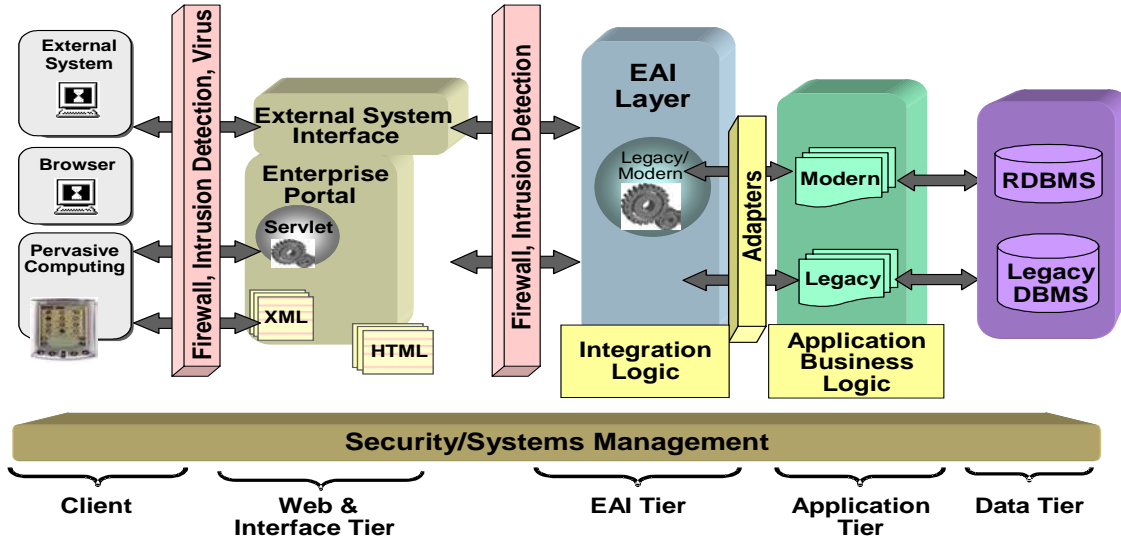 External
System
Browser
Pervasive
Computing
Firewall, Intrusion Detection, Virus
External System
Interface
Enterprise
Portal
Servlet
XML
HTML
Firewall, Intrusion Detection
EAI
Layer
Legacy/
Modern
Integration
Logic
Adapters
Modern
Legacy
Application
Business
Logic
RDBMS
Legacy
DBMS
Security/Systems Management
Client
Web &
Interface Tier
EAI Tier
Application
Tier
Data Tier